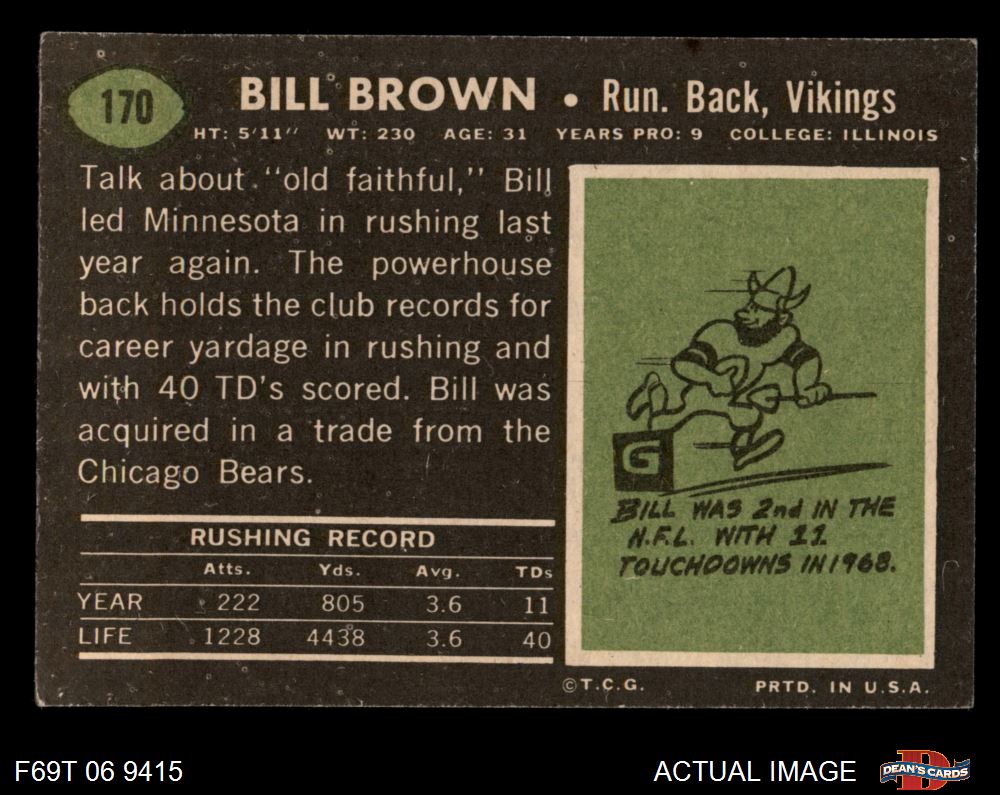 170
BILL BROWN • Run. Back, Vikings
HT: 5'11" WT: 230 AGE: 31 YEARS PRO: 9 COLLEGE: ILLINOIS
Talk about "old faithful," Bill
led Minnesota in rushing last
year again. The powerhouse
back holds the club records for
career yardage in rushing and
with 40 TD's scored. Bill was
acquired in a trade from the
Chicago Bears.
RUSHING RECORD
Atts. Yds. Avg. TDs
YEAR 222 805 3.6 11
LIFE 1228 4438 3.6 40
G
BILL WAS 2nd IN THE
N.F.L. WITH 11
TOUCHDOWNS IN 1968.
©T.C.G. PRTD. IN U.S.A.
F69T 06 9415
ACTUAL IMAGE
D
DEAN'S CARDS